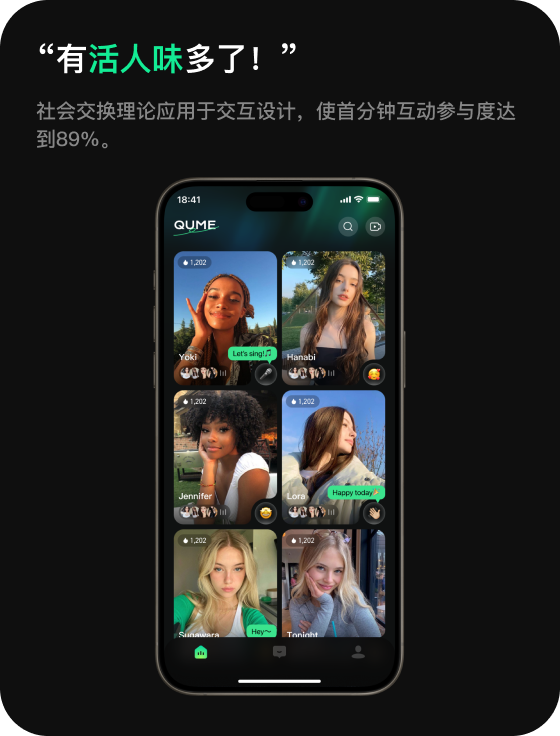 “有活人味多了！”
社会交换理论应用于交互设计，使首分钟互动参与度达
到89%。
18:41
QUME
1,202
1,202
Yoki
Let's sing!🎵
Hanabi
1,202
1,202
Jennifer
Lora
Happy today🎉
1,202
1,202
Sugawara
Hey～
Tonight